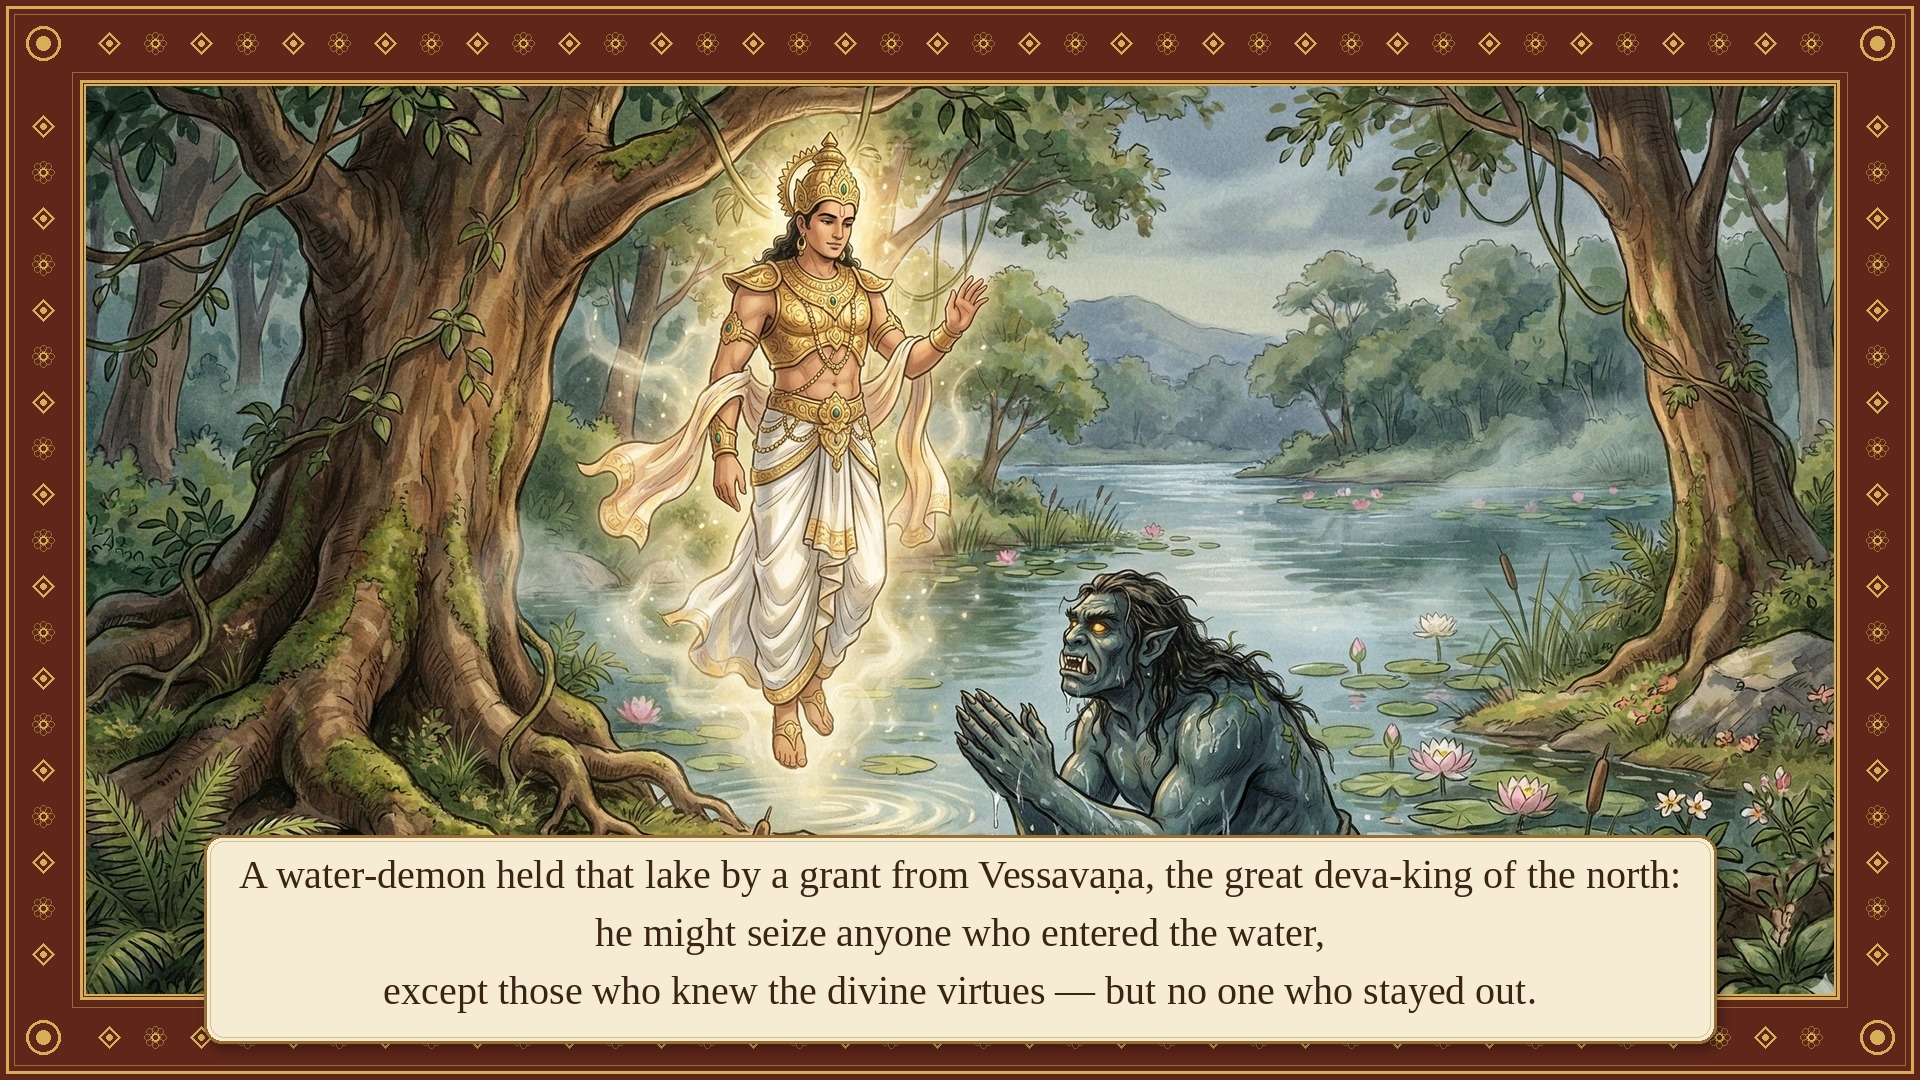 A water-demon held that lake by a grant from Vessavaṇa, the great deva-king of the north:
he might seize anyone who entered the water,
except those who knew the divine virtues — but no one who stayed out.